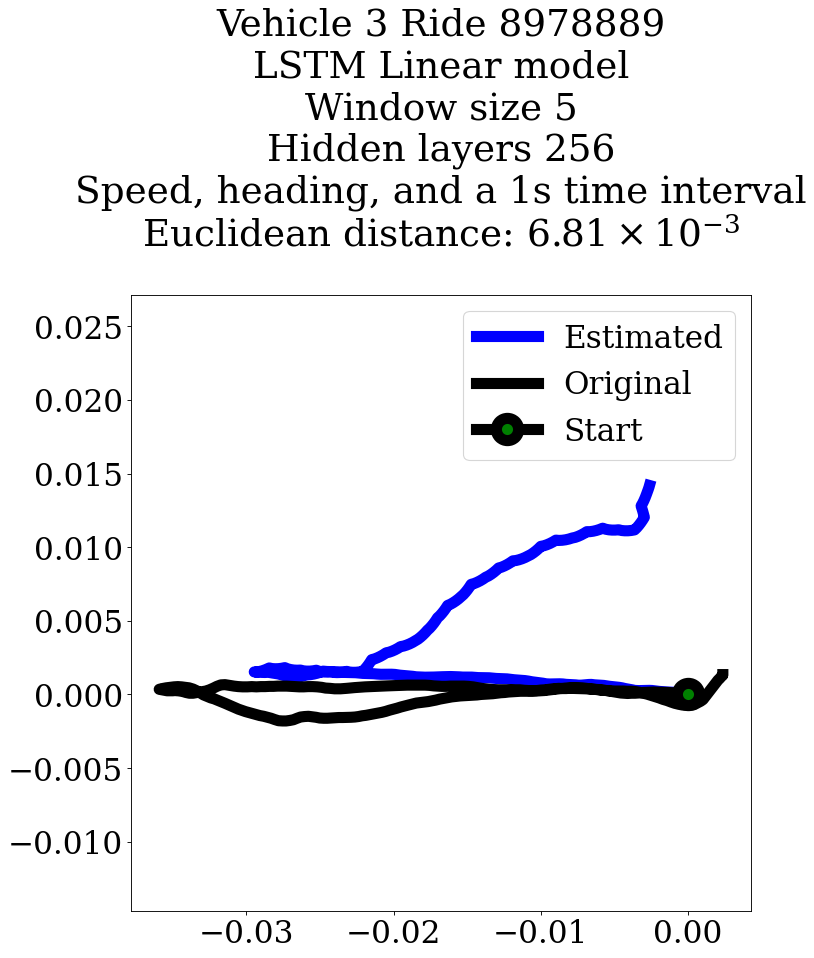 Vehicle 3 Ride 8978889
LSTM Linear model
Window size 5
Hidden layers 256
Speed, heading, and a 1s time interval
Euclidean distance: 6.81 × 10⁻³
Estimated
Original
Start
0.025
0.020
0.015
0.010
0.005
0.000
−0.005
−0.010
−0.03 −0.02 −0.01 0.00